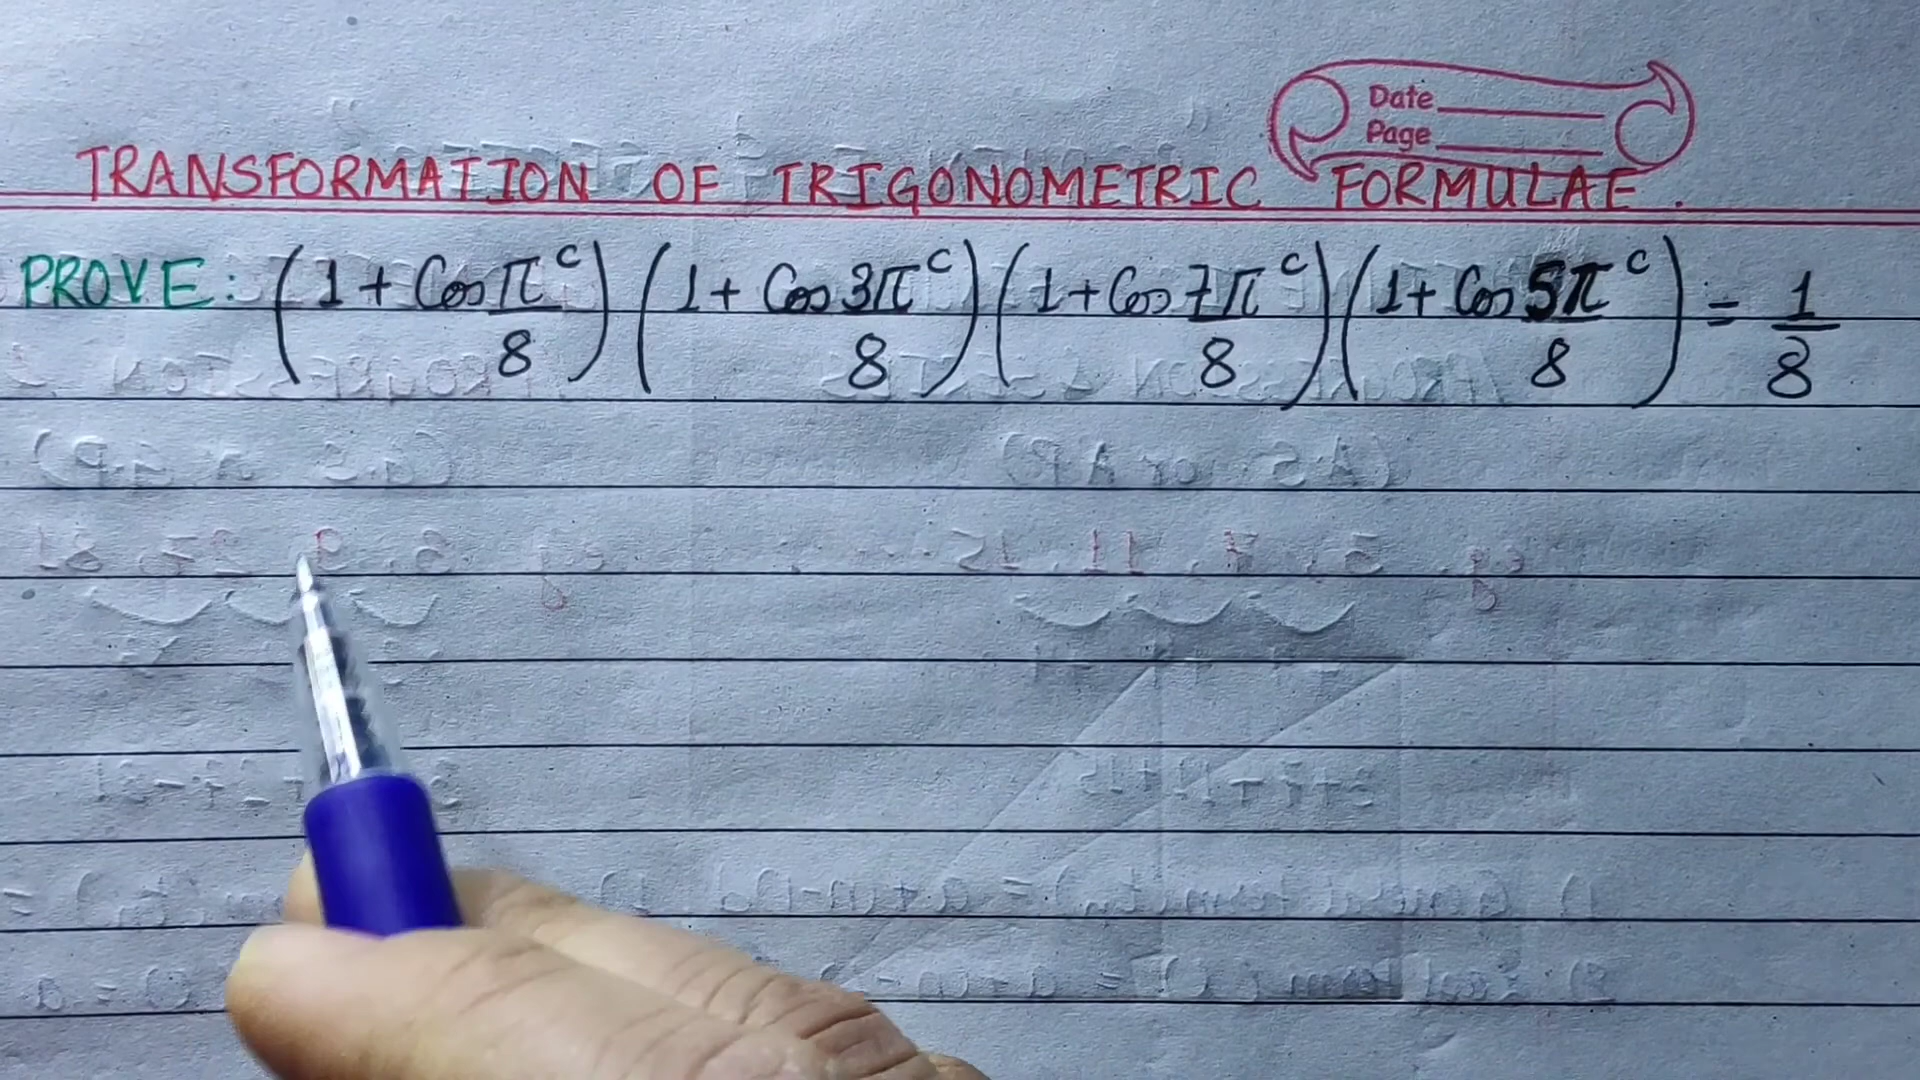 Date
Page
TRANSFORMATION OF TRIGONOMETRIC FORMULAE.
PROVE: (1 + Cos π^c/8) (1 + Cos 3π^c/8) (1 + Cos 7π^c/8) (1 + Cos 5π^c/8) = 1/8